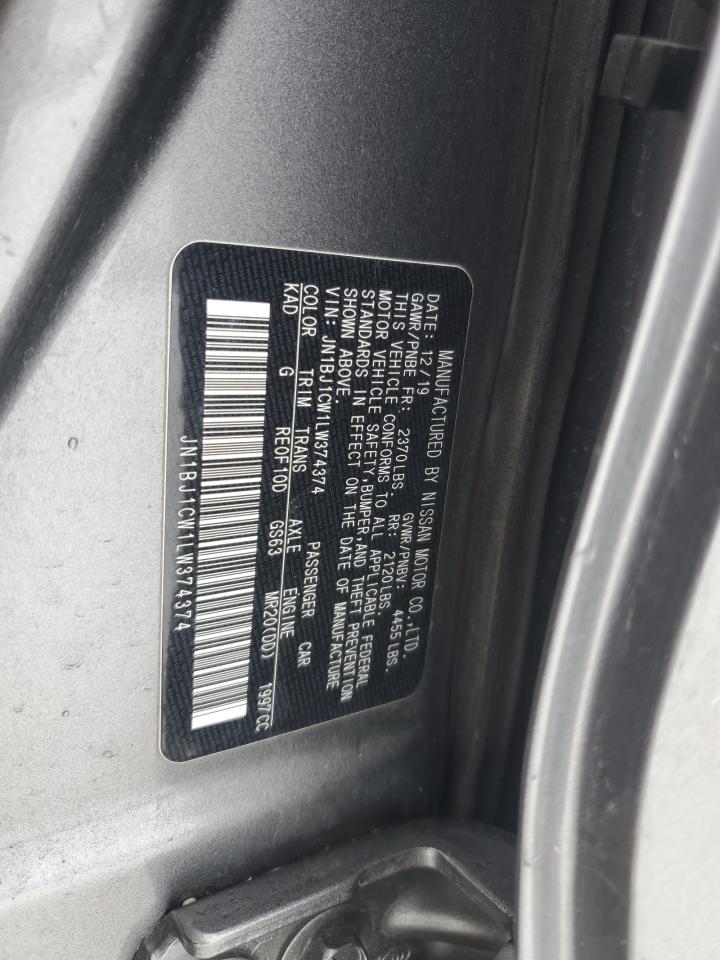 MANUFACTURED BY NISSAN MOTOR CO.,LTD.
DATE: 12/19 GVWR/PNBV: 4455 LBS.
GAWR/PNBE FR: 2370LBS. RR: 2120LBS.
THIS VEHICLE CONFORMS TO ALL APPLICABLE FEDERAL
MOTOR VEHICLE SAFETY,BUMPER,AND THEFT PREVENTION
STANDARDS IN EFFECT ON THE DATE OF MANUFACTURE
SHOWN ABOVE.
VIN: JN1BJ1CW1LW374374 PASSENGER CAR
COLOR TRIM TRANS AXLE ENGINE
KAD G RE0F10D GS63 MR20(DD) 1997CC
JN1BJ1CW1LW374374